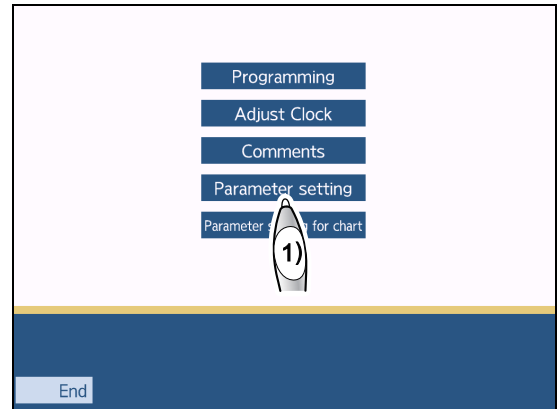 Programming
Adjust Clock
Comments
Parameter setting
Parameter for chart
1)
End